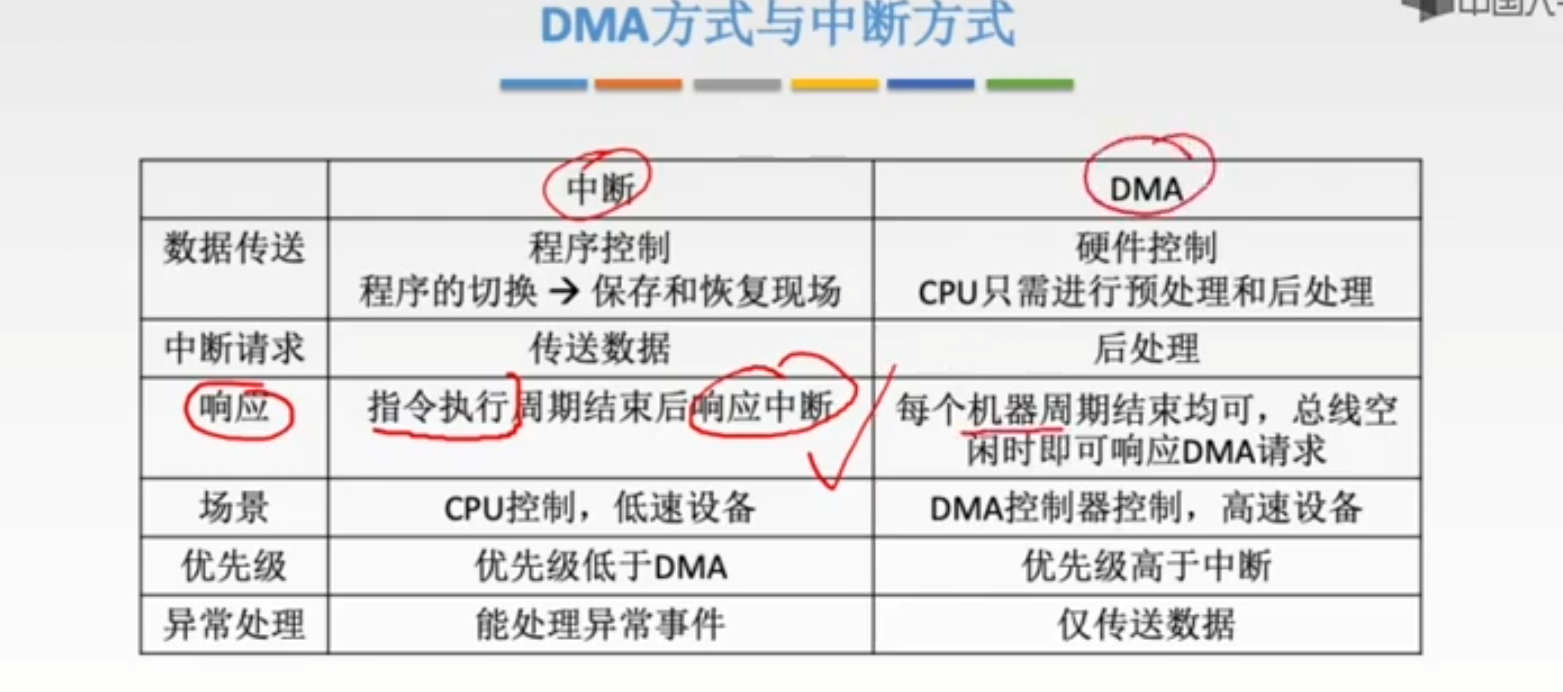 DMA方式与中断方式
中断
DMA
数据传送
程序控制
程序的切换 → 保存和恢复现场
硬件控制
CPU只需进行预处理和后处理
中断请求
传送数据
后处理
响应
指令执行周期结束后响应中断
每个机器周期结束均可，总线空
闲时即可响应DMA请求
场景
CPU控制，低速设备
DMA控制器控制，高速设备
优先级
优先级低于DMA
优先级高于中断
异常处理
能处理异常事件
仅传送数据